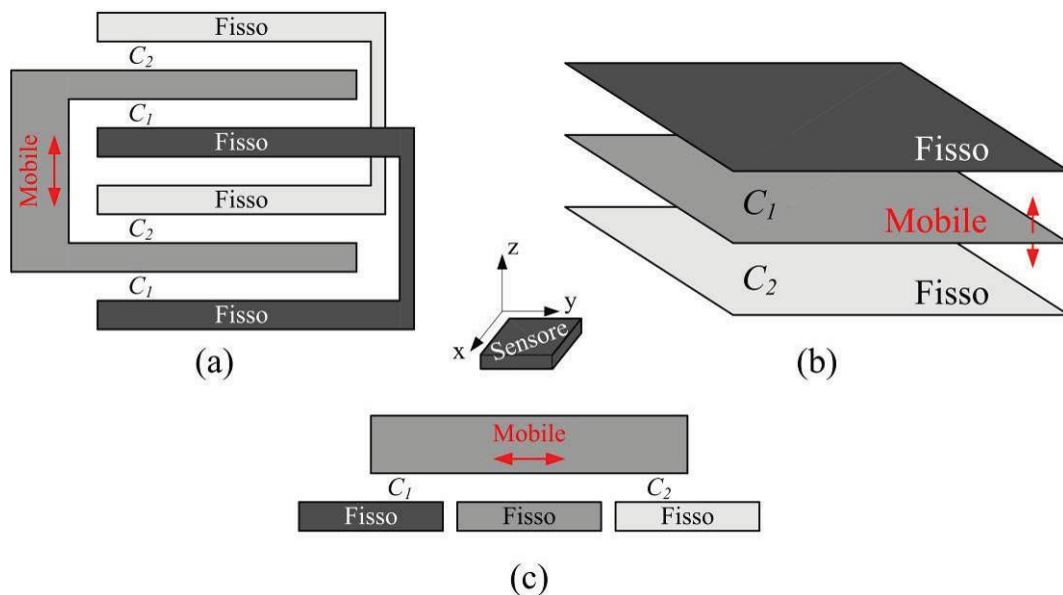 Fisso
C2
C1
Mobile
Fisso
Fisso
C2
C1
Fisso
(a)
Fisso
C1
Mobile
C2
Fisso
(b)
z
y
x
Sensore
Mobile
C1
C2
Fisso
Fisso
Fisso
(c)